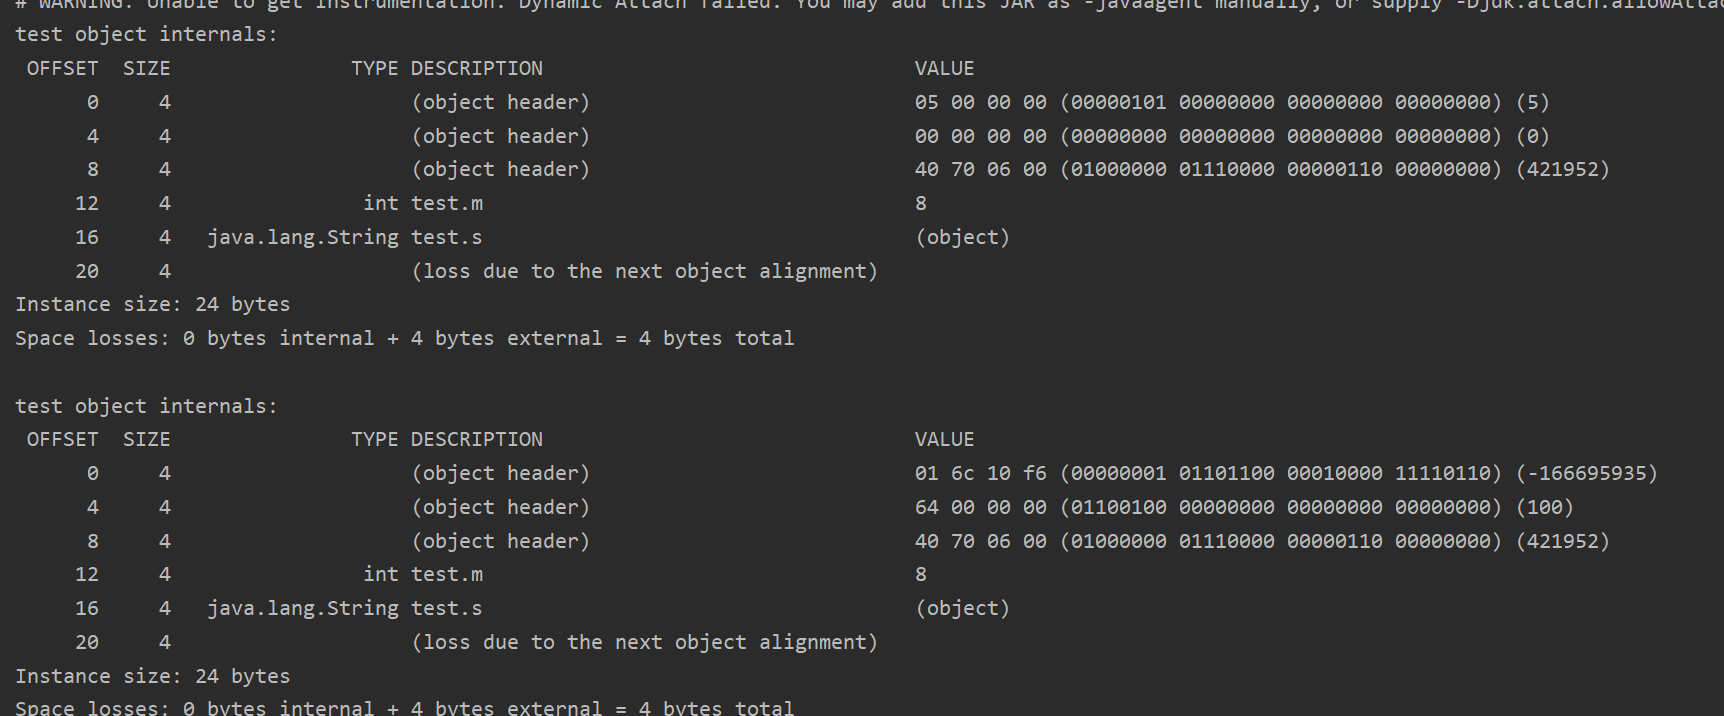 # WARNING: Unable to get Instrumentation. Dynamic Attach failed. You may add this JAR as -javaagent manually, or supply -Djdk.attach.allowAttac
test object internals:
OFFSET SIZE TYPE DESCRIPTION VALUE
0 4 (object header) 05 00 00 00 (00000101 00000000 00000000 00000000) (5)
4 4 (object header) 00 00 00 00 (00000000 00000000 00000000 00000000) (0)
8 4 (object header) 40 70 06 00 (01000000 01110000 00000110 00000000) (421952)
12 4 int test.m 8
16 4 java.lang.String test.s (object)
20 4 (loss due to the next object alignment)
Instance size: 24 bytes
Space losses: 0 bytes internal + 4 bytes external = 4 bytes total
test object internals:
OFFSET SIZE TYPE DESCRIPTION VALUE
0 4 (object header) 01 6c 10 f6 (00000001 01101100 00010000 11110110) (-166695935)
4 4 (object header) 64 00 00 00 (01100100 00000000 00000000 00000000) (100)
8 4 (object header) 40 70 06 00 (01000000 01110000 00000110 00000000) (421952)
12 4 int test.m 8
16 4 java.lang.String test.s (object)
20 4 (loss due to the next object alignment)
Instance size: 24 bytes
Space losses: 0 bytes internal + 4 bytes external = 4 bytes total